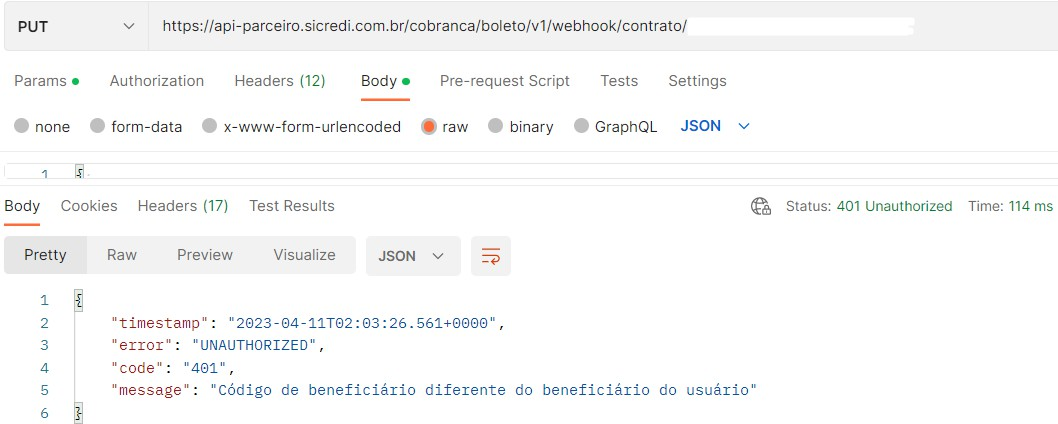 PUT https://api-parceiro.sicredi.com.br/cobranca/boleto/v1/webhook/contrato/
Params Authorization Headers (12) Body Pre-request Script Tests Settings
none form-data x-www-form-urlencoded raw binary GraphQL JSON
1 {
Body Cookies Headers (17) Test Results Status: 401 Unauthorized Time: 114 ms
Pretty Raw Preview Visualize JSON
1 {
2 "timestamp": "2023-04-11T02:03:26.561+0000",
3 "error": "UNAUTHORIZED",
4 "code": "401",
5 "message": "Código de beneficiário diferente do beneficiário do usuário"
6 }